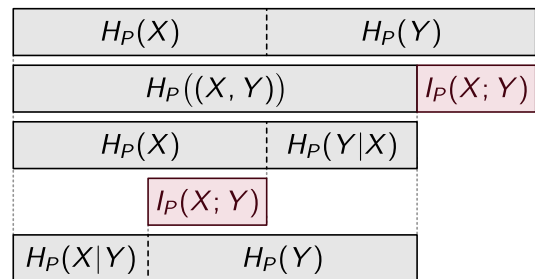 H_P(X) H_P(Y)
H_P((X, Y)) I_P(X; Y)
H_P(X) H_P(Y|X)
I_P(X; Y)
H_P(X|Y) H_P(Y)